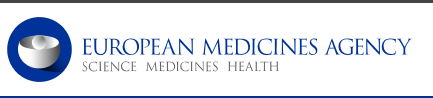 EUROPEAN MEDICINES AGENCY
SCIENCE MEDICINES HEALTH